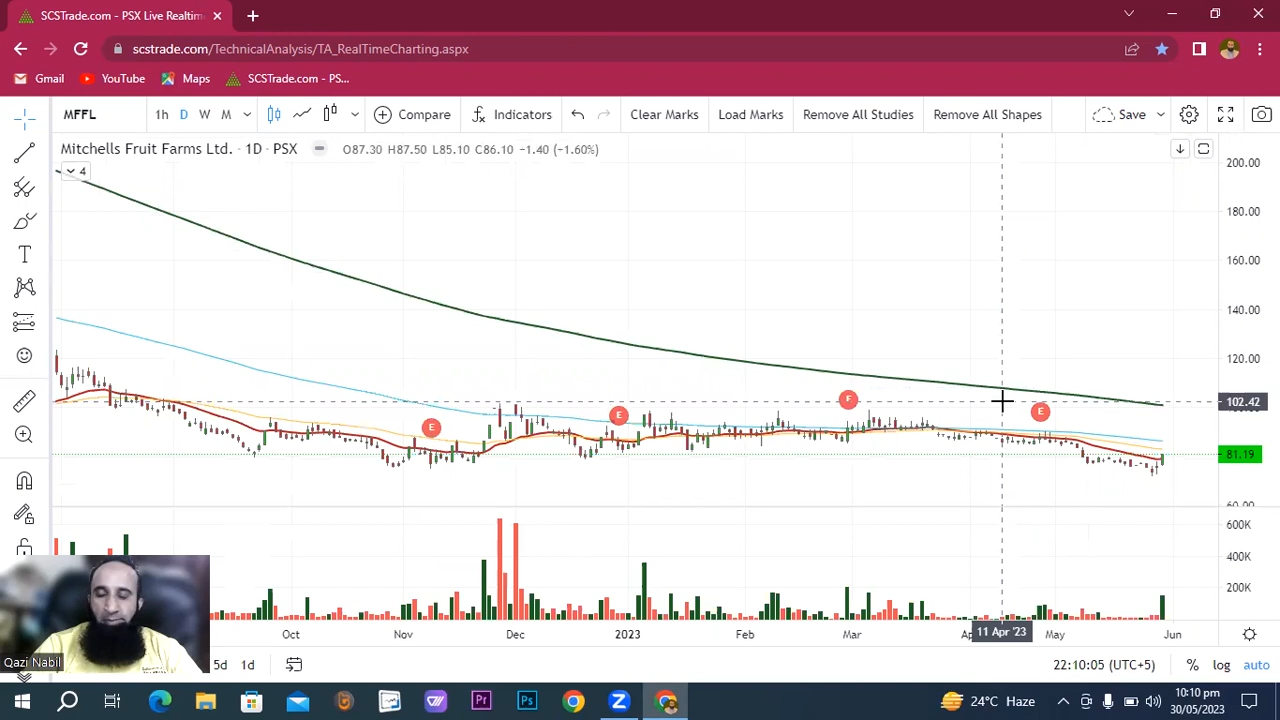 SCSTrade.com - PSX Live Realtim
scstrade.com/TechnicalAnalysis/TA_RealTimeCharting.aspx
Gmail YouTube Maps SCSTrade.com - PS...
MFFL 1h D W M Compare Indicators Clear Marks Load Marks Remove All Studies Remove All Shapes Save
Mitchells Fruit Farms Ltd. · 1D · PSX O87.30 H87.50 L85.10 C86.10 −1.40 (−1.60%)
4
200.00
180.00
160.00
140.00
120.00
102.42
E E E E
81.19
60.00
600K
400K
200K
Oct Nov Dec 2023 Feb Mar 11 Apr '23 May Jun
Qazi Nabil
5d 1d 22:10:05 (UTC+5) % log auto
24°C Haze 10:10 pm
30/05/2023